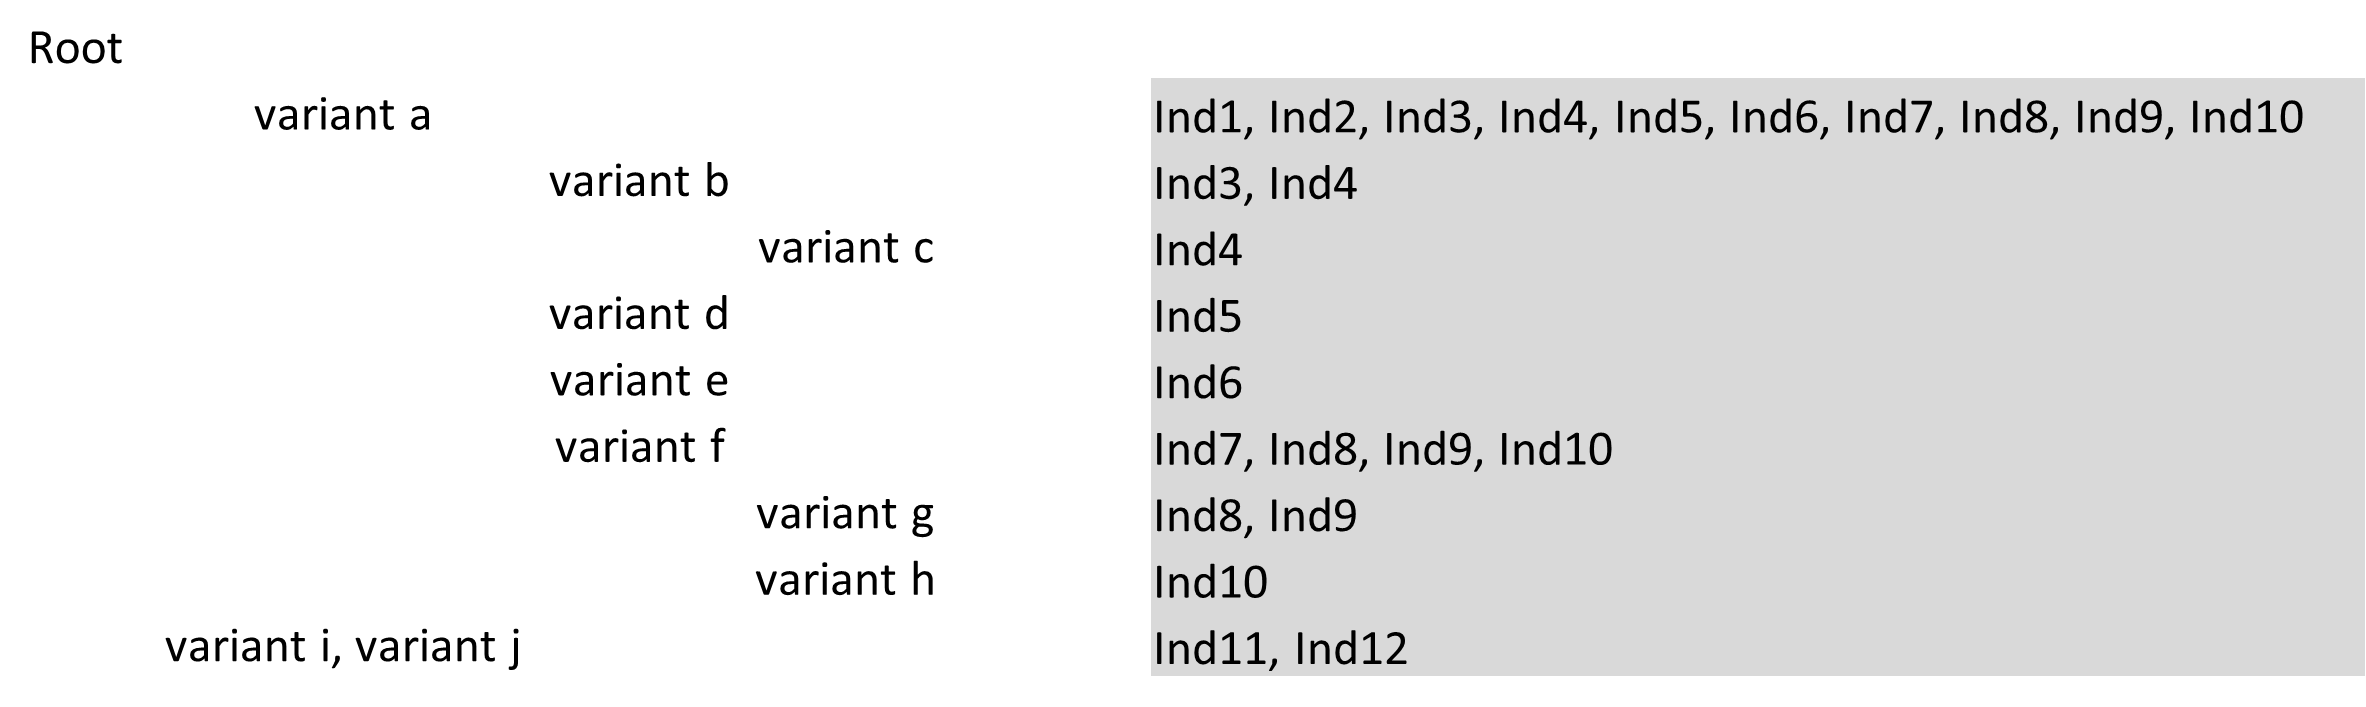 Root
variant a Ind1, Ind2, Ind3, Ind4, Ind5, Ind6, Ind7, Ind8, Ind9, Ind10
variant b Ind3, Ind4
variant c Ind4
variant d Ind5
variant e Ind6
variant f Ind7, Ind8, Ind9, Ind10
variant g Ind8, Ind9
variant h Ind10
variant i, variant j Ind11, Ind12